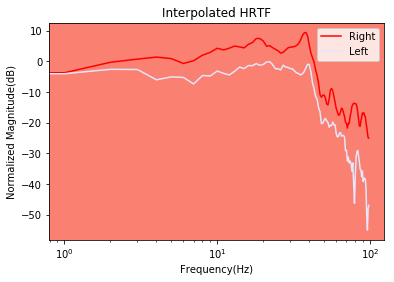 Interpolated HRTF
Normalized Magnitude(dB)
10
0
−10
−20
−30
−40
−50
Right
Left
10⁰
10¹
10²
Frequency(Hz)